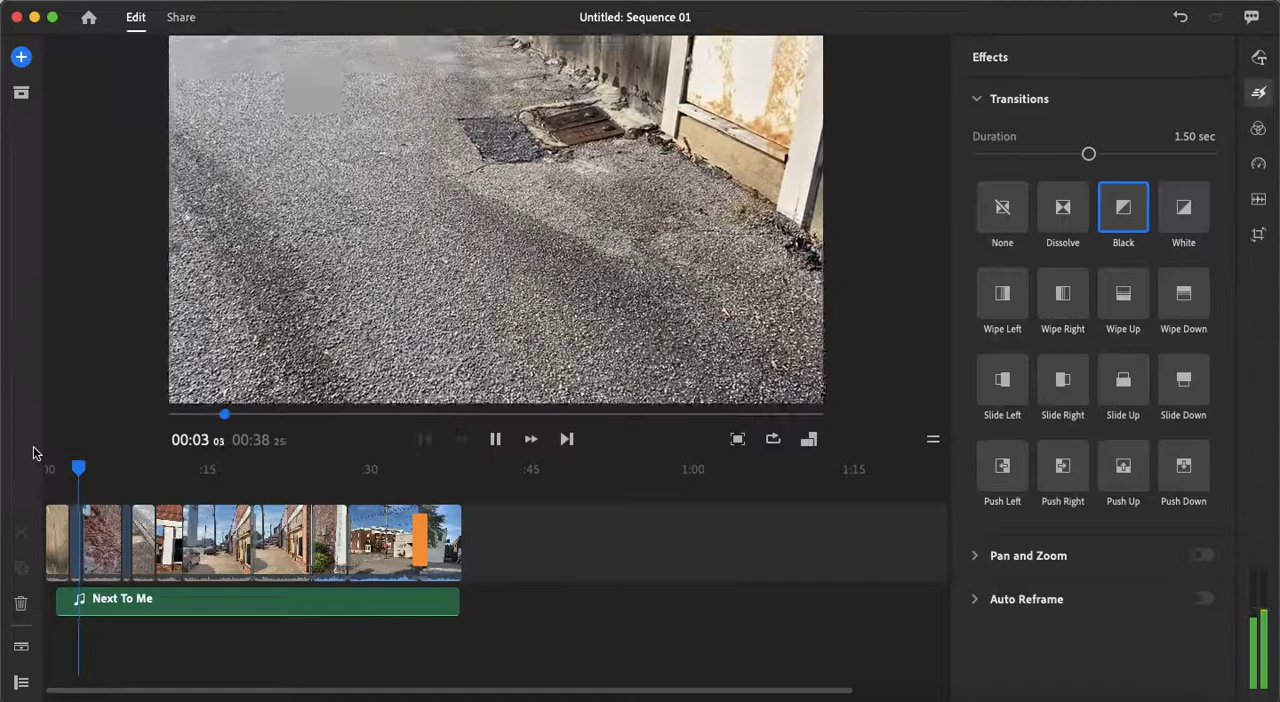 Edit
Share
Untitled: Sequence 01
Effects
Transitions
Duration
1.50 sec
None
Dissolve
Black
White
Wipe Left
Wipe Right
Wipe Up
Wipe Down
Slide Left
Slide Right
Slide Up
Slide Down
Push Left
Push Right
Push Up
Push Down
Pan and Zoom
Auto Reframe
00:03 03 00:38 25
00 :15 :30 :45 1:00 1:15
Next To Me